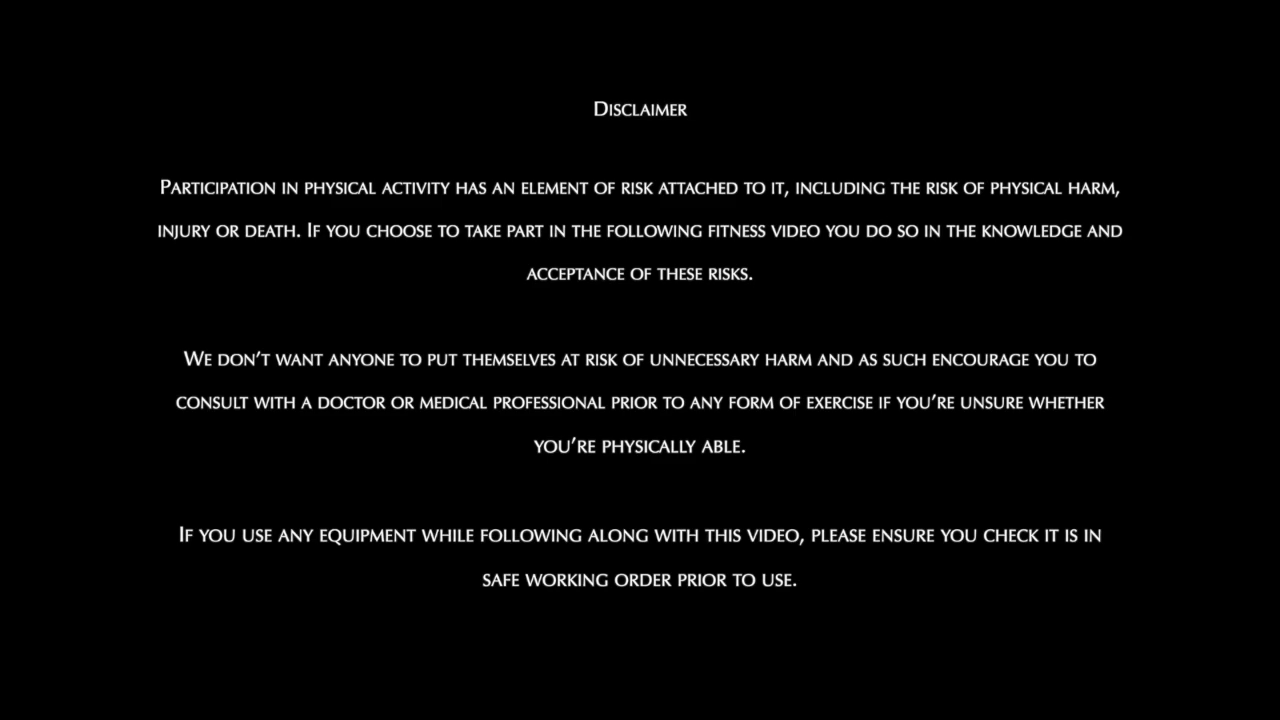 Disclaimer
Participation in physical activity has an element of risk attached to it, including the risk of physical harm,
injury or death. If you choose to take part in the following fitness video you do so in the knowledge and
acceptance of these risks.
We don’t want anyone to put themselves at risk of unnecessary harm and as such encourage you to
consult with a doctor or medical professional prior to any form of exercise if you’re unsure whether
you’re physically able.
If you use any equipment while following along with this video, please ensure you check it is in
safe working order prior to use.